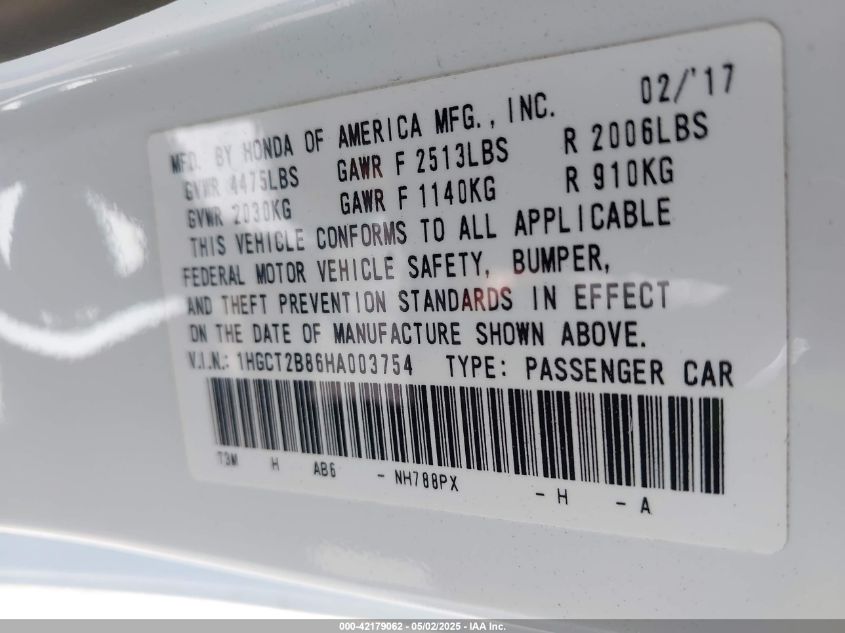 02/'17
MFD. BY HONDA OF AMERICA MFG., INC.
GVWR 4475LBS GAWR F 2513LBS R 2006LBS
GVWR 2030KG GAWR F 1140KG R 910KG
THIS VEHICLE CONFORMS TO ALL APPLICABLE
FEDERAL MOTOR VEHICLE SAFETY, BUMPER,
AND THEFT PREVENTION STANDARDS IN EFFECT
ON THE DATE OF MANUFACTURE SHOWN ABOVE.
V.I.N.: 1HGCT2B86HA003754 TYPE: PASSENGER CAR
T3M H AB6 - NH788PX - H - A
000-42179062 - 05/02/2025 - IAA Inc.